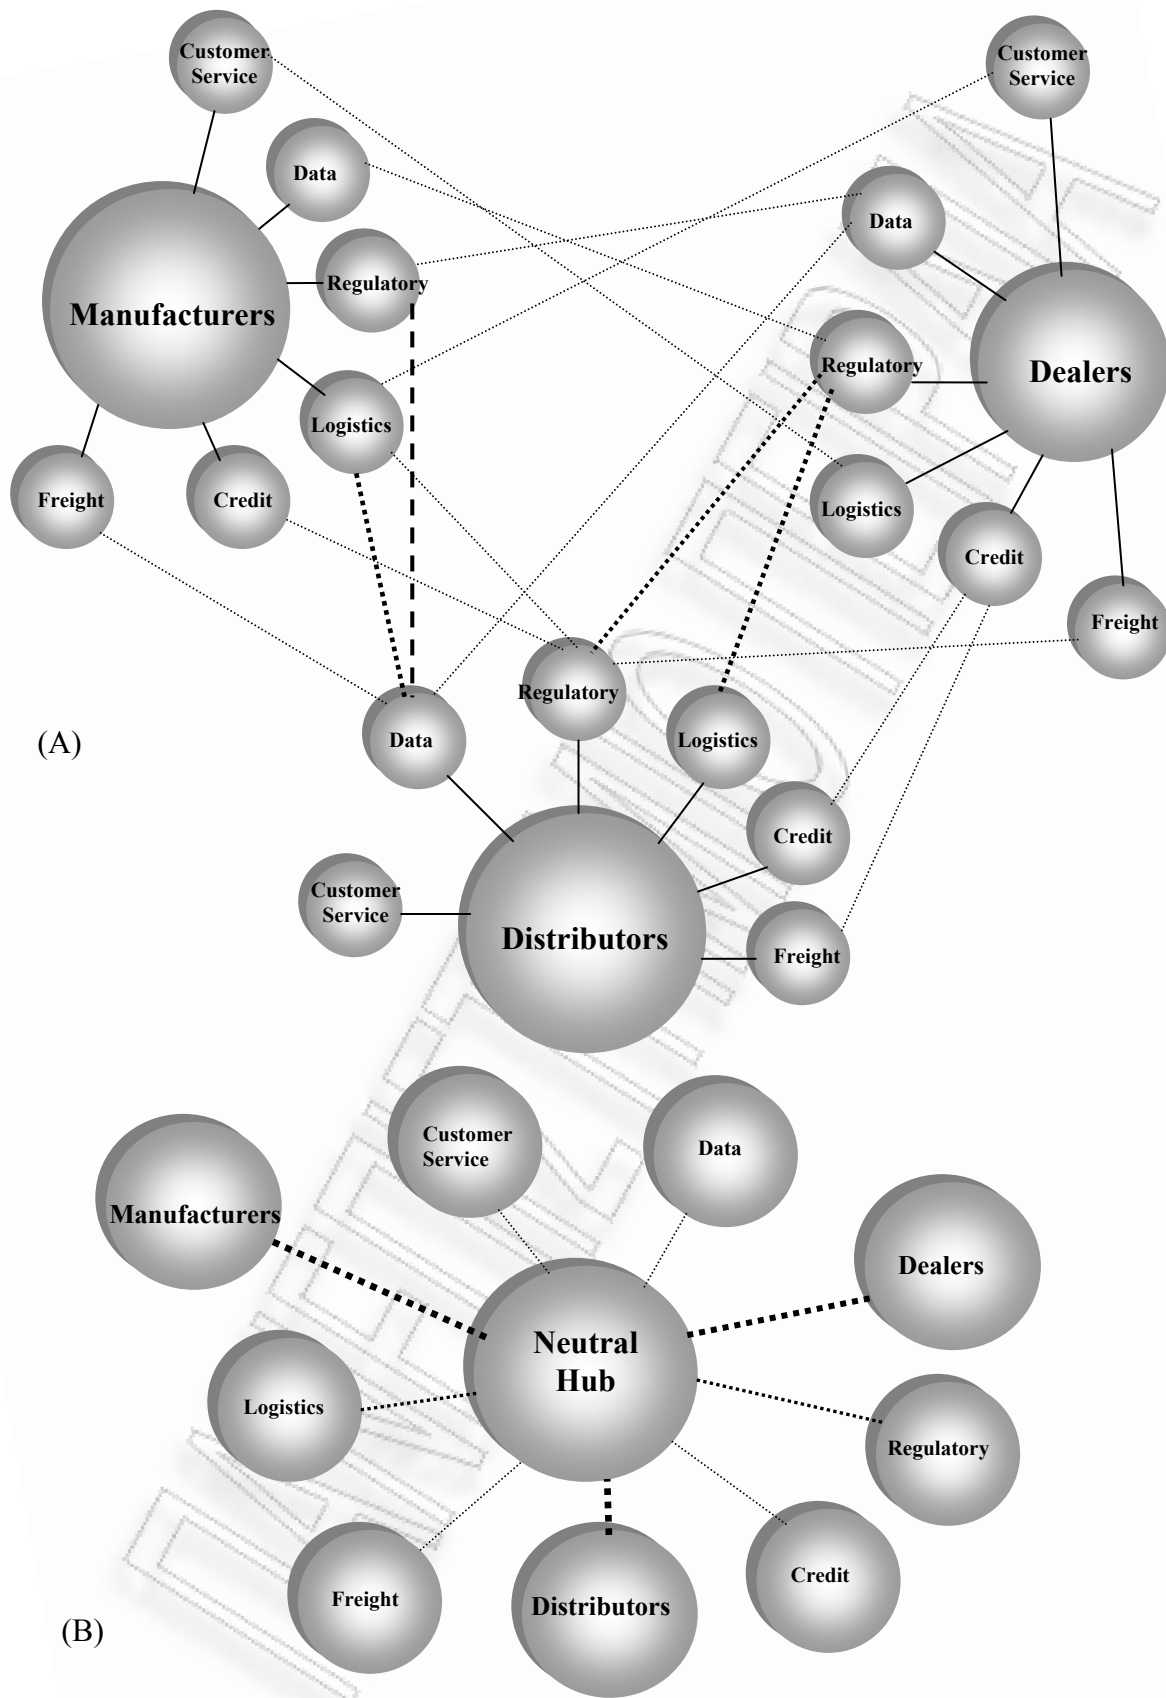 Customer
Service
Customer
Service
Data
Data
Regulatory
Manufacturers
Regulatory
Dealers
Logistics
Freight
Credit
Logistics
Credit
Freight
Regulatory
(A)
Data
Logistics
Credit
Customer
Service
Distributors
Freight
Customer
Service
Data
Manufacturers
Dealers
Neutral
Hub
Logistics
Regulatory
Freight
Distributors
Credit
(B)